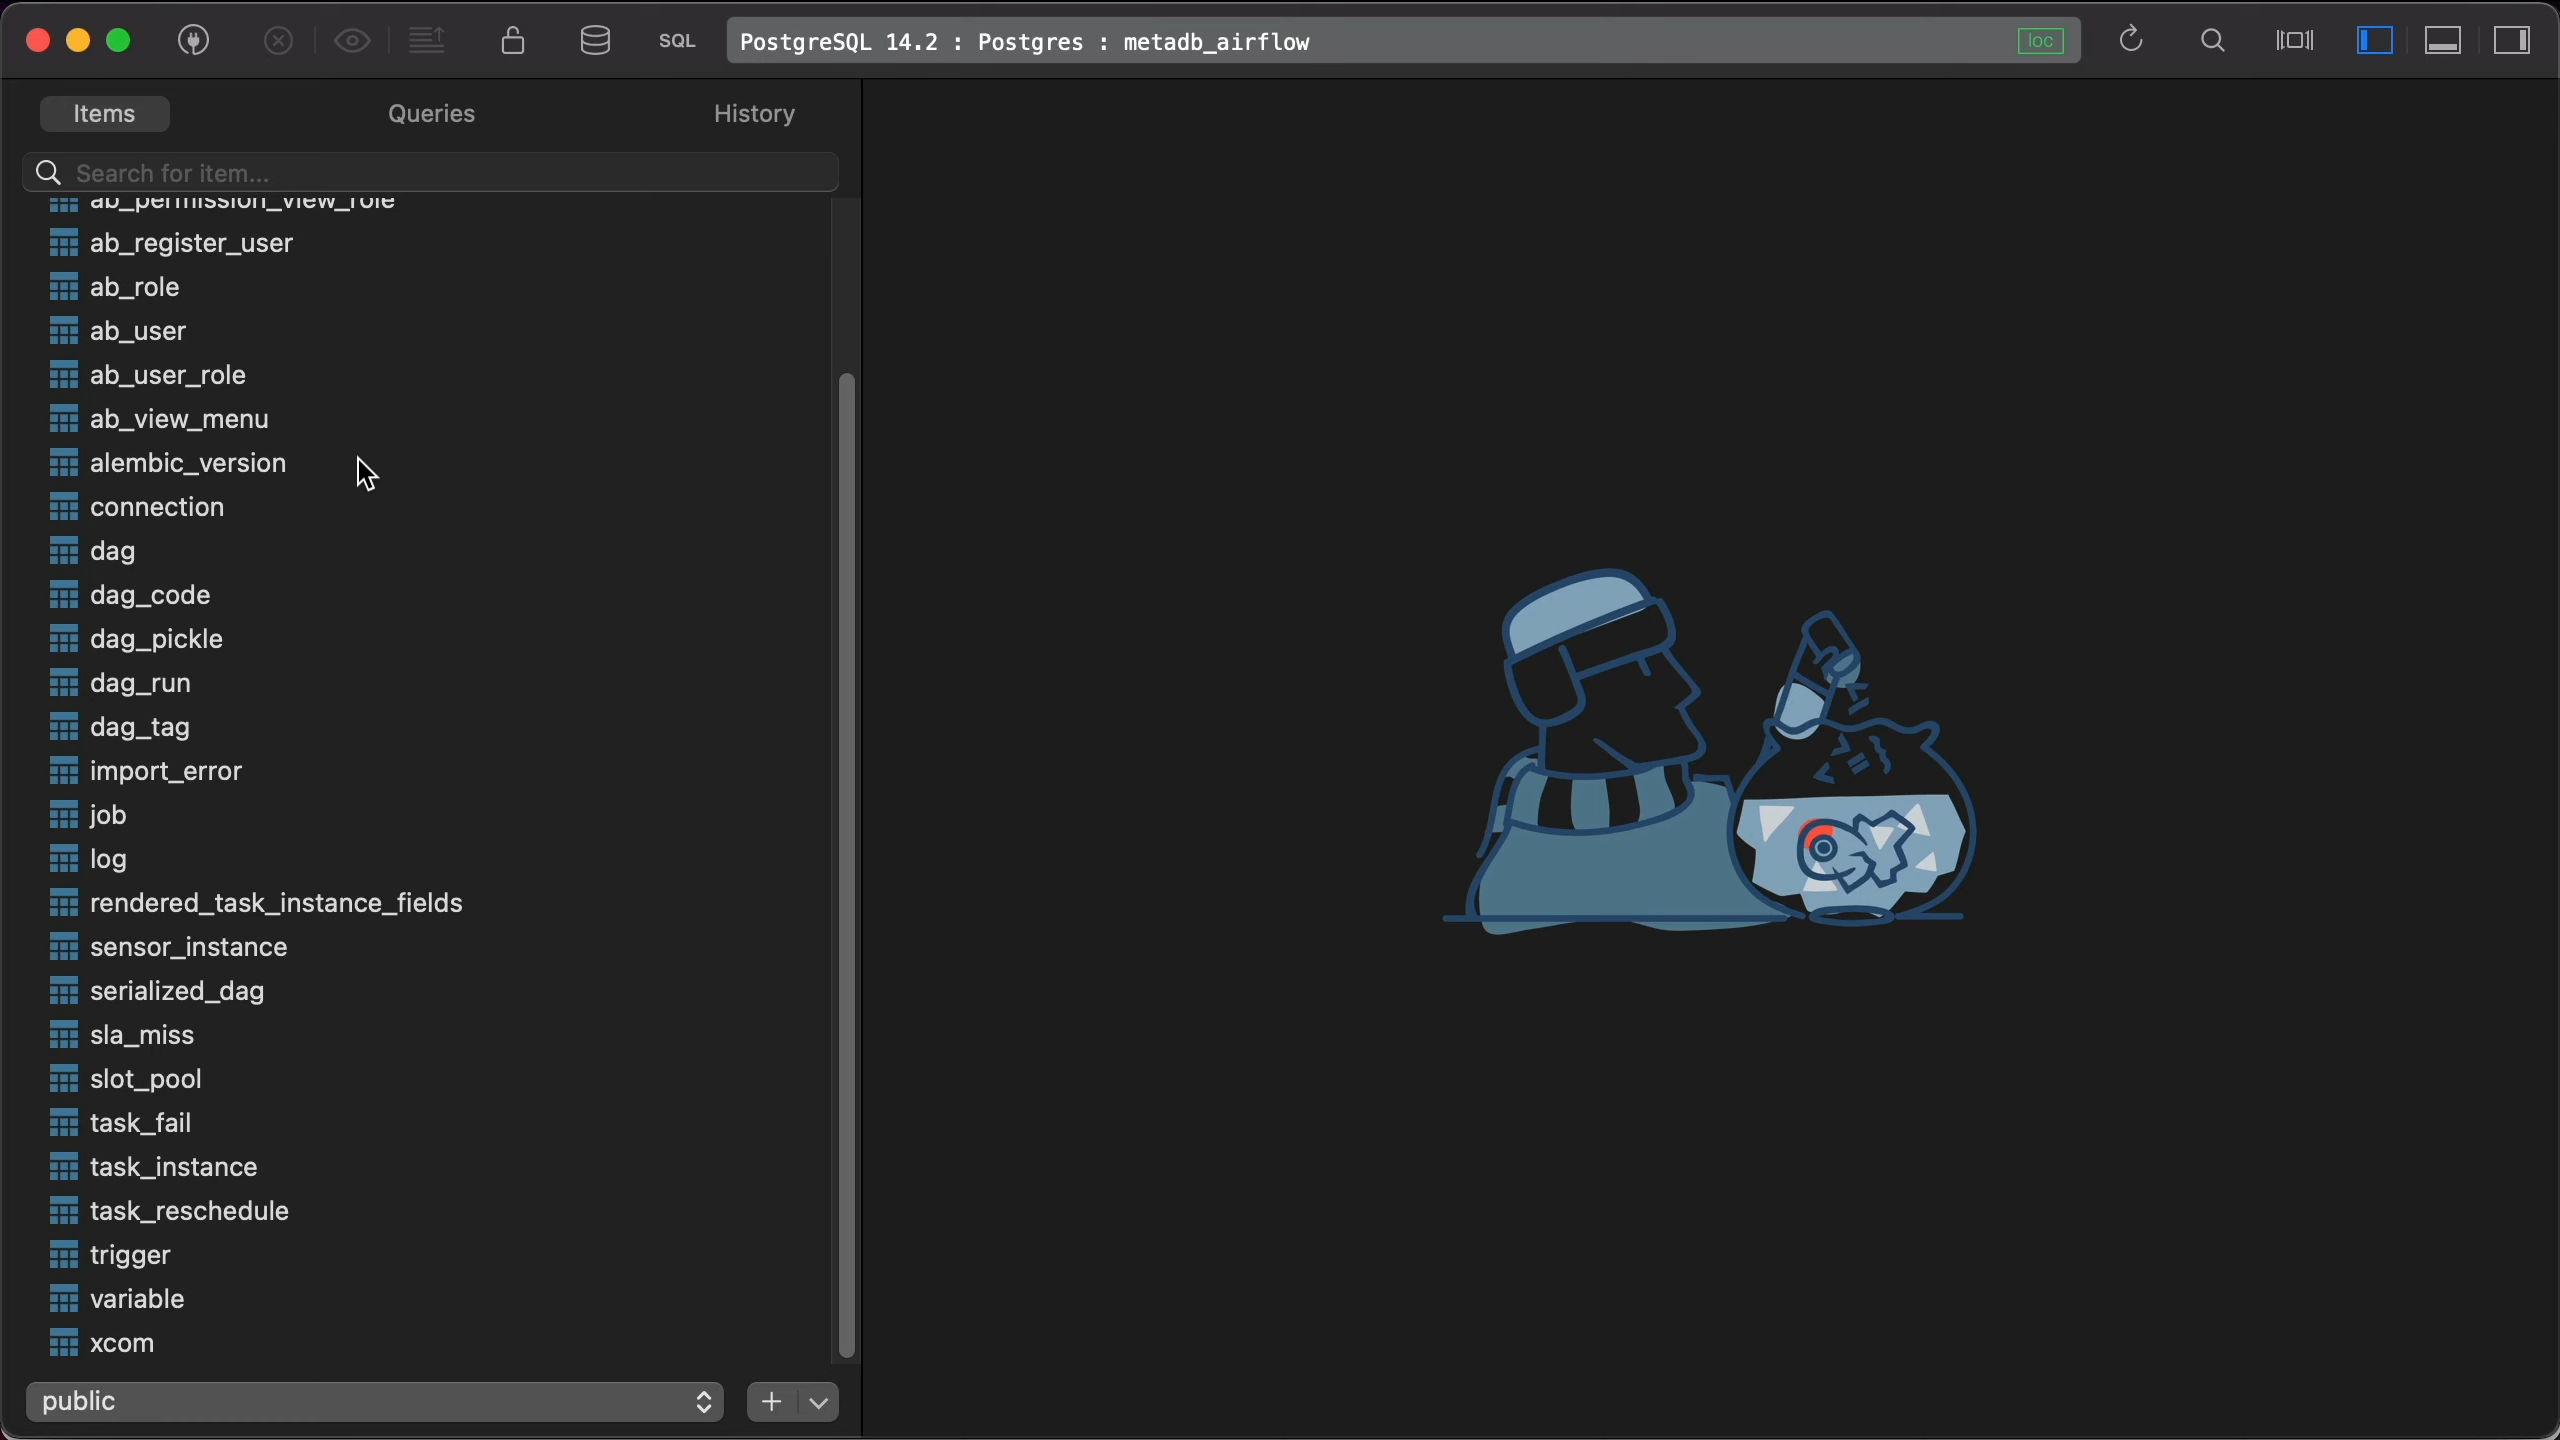 SQL
PostgreSQL 14.2 : Postgres : metadb_airflow
loc
Items
Queries
History
Search for item...
ab_permission_view_role
ab_register_user
ab_role
ab_user
ab_user_role
ab_view_menu
alembic_version
connection
dag
dag_code
dag_pickle
dag_run
dag_tag
import_error
job
log
rendered_task_instance_fields
sensor_instance
serialized_dag
sla_miss
slot_pool
task_fail
task_instance
task_reschedule
trigger
variable
xcom
public